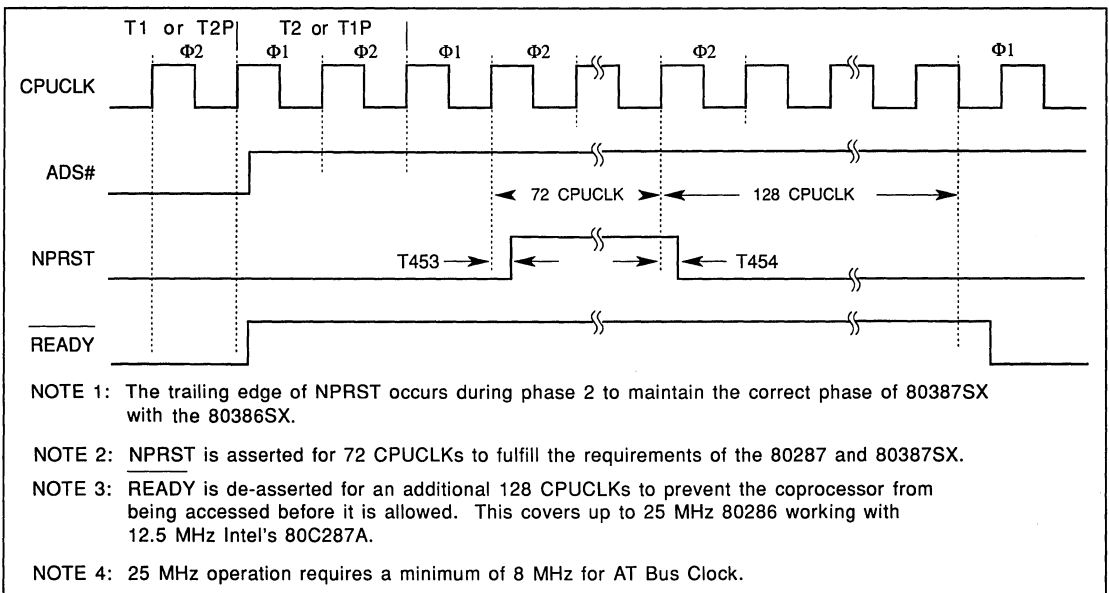 T1 or T2P T2 or T1P
Φ2 Φ1 Φ2 Φ1 Φ2 Φ2 Φ1
CPUCLK
ADS#
72 CPUCLK 128 CPUCLK
NPRST
T453 T454
READY
NOTE 1: The trailing edge of NPRST occurs during phase 2 to maintain the correct phase of 80387SX
with the 80386SX.
NOTE 2: NPRST is asserted for 72 CPUCLKs to fulfill the requirements of the 80287 and 80387SX.
NOTE 3: READY is de-asserted for an additional 128 CPUCLKs to prevent the coprocessor from
being accessed before it is allowed. This covers up to 25 MHz 80286 working with
12.5 MHz Intel's 80C287A.
NOTE 4: 25 MHz operation requires a minimum of 8 MHz for AT Bus Clock.